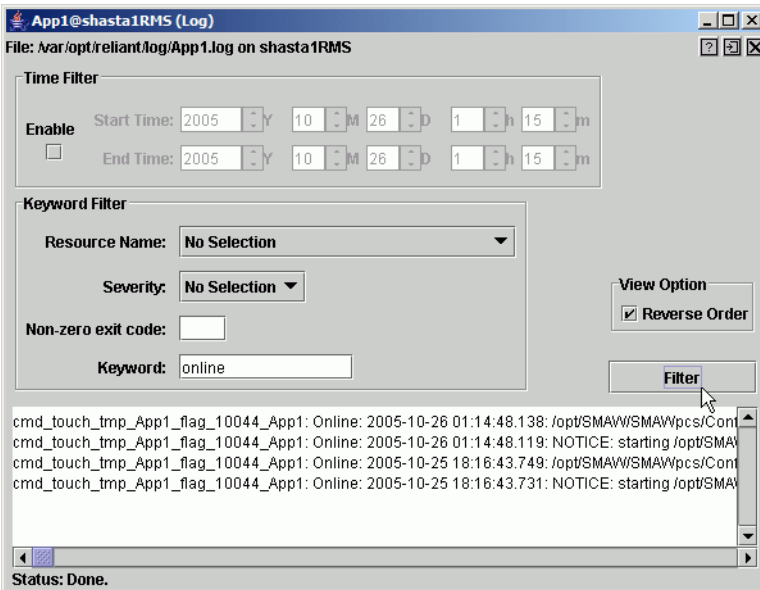 App1@shasta1RMS (Log)
File: /var/opt/reliant/log/App1.log on shasta1RMS
Time Filter
Enable
Start Time: 2005 Y 10 M 26 D 1 h 15 m
End Time: 2005 Y 10 M 26 D 1 h 15 m
Keyword Filter
Resource Name: No Selection
Severity: No Selection
Non-zero exit code:
Keyword: online
View Option
Reverse Order
Filter
cmd_touch_tmp_App1_flag_10044_App1: Online: 2005-10-26 01:14:48.138: /opt/SMAW/SMAWpcs/Conf
cmd_touch_tmp_App1_flag_10044_App1: Online: 2005-10-26 01:14:48.119: NOTICE: starting /opt/SMAW
cmd_touch_tmp_App1_flag_10044_App1: Online: 2005-10-25 18:16:43.749: /opt/SMAW/SMAWpcs/Conf
cmd_touch_tmp_App1_flag_10044_App1: Online: 2005-10-25 18:16:43.731: NOTICE: starting /opt/SMAW
Status: Done.